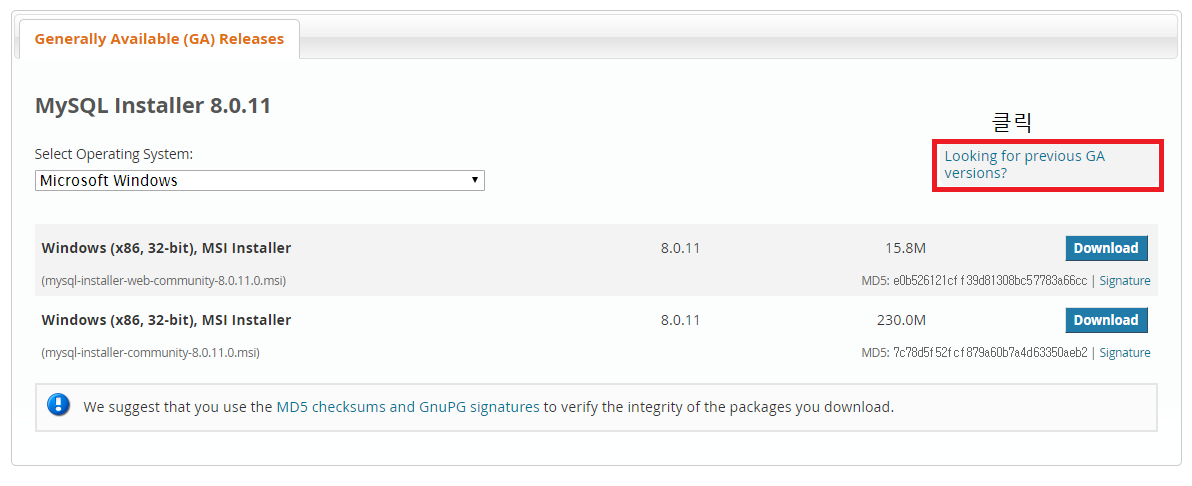 Generally Available (GA) Releases
MySQL Installer 8.0.11
클릭
Select Operating System:
Looking for previous GA
versions?
Microsoft Windows
Windows (x86, 32-bit), MSI Installer 8.0.11 15.8M Download
(mysql-installer-web-community-8.0.11.0.msi) MD5: e0b526121cff39d81308bc57783a66cc | Signature
Windows (x86, 32-bit), MSI Installer 8.0.11 230.0M Download
(mysql-installer-community-8.0.11.0.msi) MD5: 7c78d5f52fcf879a60b7a4d63350aeb2 | Signature
We suggest that you use the MD5 checksums and GnuPG signatures to verify the integrity of the packages you download.